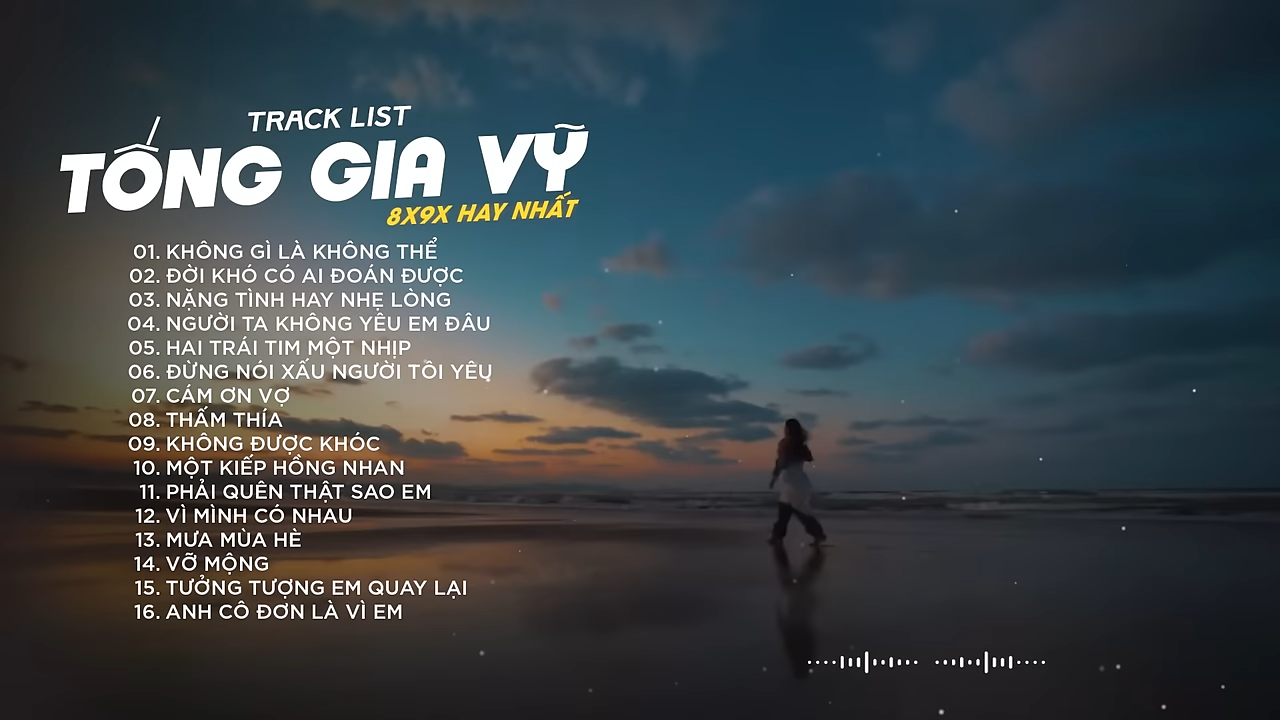 TRACK LIST
TỐNG GIA VỸ
8X9X HAY NHẤT
01. KHÔNG GÌ LÀ KHÔNG THỂ
02. ĐỜI KHÓ CÓ AI ĐOÁN ĐƯỢC
03. NẶNG TÌNH HAY NHẸ LÒNG
04. NGƯỜI TA KHÔNG YÊU EM ĐÂU
05. HAI TRÁI TIM MỘT NHỊP
06. ĐỪNG NÓI XẤU NGƯỜI TỒI YÊU
07. CÁM ƠN VỢ
08. THẤM THÍA
09. KHÔNG ĐƯỢC KHÓC
10. MỘT KIẾP HỒNG NHAN
11. PHẢI QUÊN THẬT SAO EM
12. VÌ MÌNH CÓ NHAU
13. MƯA MÙA HÈ
14. VỠ MỘNG
15. TƯỞNG TƯỢNG EM QUAY LẠI
16. ANH CÔ ĐƠN LÀ VÌ EM